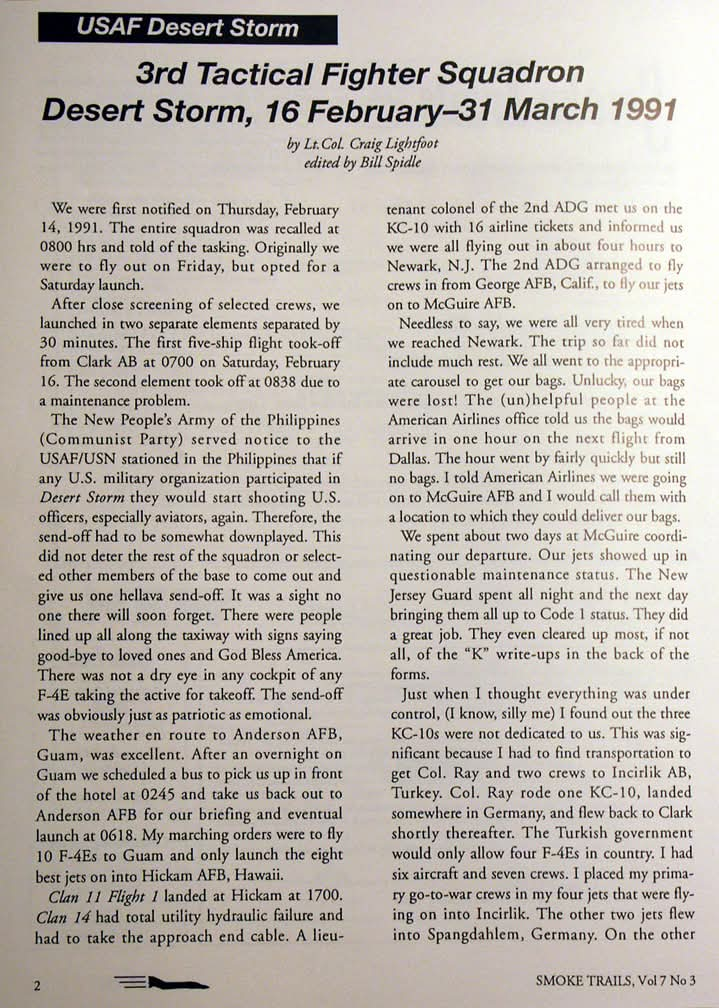 USAF Desert Storm
3rd Tactical Fighter Squadron
Desert Storm, 16 February–31 March 1991
by Lt. Col. Craig Lightfoot
edited by Bill Spidle
We were first notified on Thursday, February
14, 1991. The entire squadron was recalled at
0800 hrs and told of the tasking. Originally we
were to fly out on Friday, but opted for a
Saturday launch.
After close screening of selected crews, we
launched in two separate elements separated by
30 minutes. The first five-ship flight took-off
from Clark AB at 0700 on Saturday, February
16. The second element took off at 0838 due to
a maintenance problem.
The New People's Army of the Philippines
(Communist Party) served notice to the
USAF/USN stationed in the Philippines that if
any U.S. military organization participated in
Desert Storm they would start shooting U.S.
officers, especially aviators, again. Therefore, the
send-off had to be somewhat downplayed. This
did not deter the rest of the squadron or select-
ed other members of the base to come out and
give us one hellava send-off. It was a sight no
one there will soon forget. There were people
lined up all along the taxiway with signs saying
good-bye to loved ones and God Bless America.
There was not a dry eye in any cockpit of any
F-4E taking the active for takeoff. The send-off
was obviously just as patriotic as emotional.
The weather en route to Anderson AFB,
Guam, was excellent. After an overnight on
Guam we scheduled a bus to pick us up in front
of the hotel at 0245 and take us back out to
Anderson AFB for our briefing and eventual
launch at 0618. My marching orders were to fly
10 F-4Es to Guam and only launch the eight
best jets on into Hickam AFB, Hawaii.
Clan 11 Flight 1 landed at Hickam at 1700.
Clan 14 had total utility hydraulic failure and
had to take the approach end cable. A lieu-
tenant colonel of the 2nd ADG met us on the
KC-10 with 16 airline tickets and informed us
we were all flying out in about four hours to
Newark, N.J. The 2nd ADG arranged to fly
crews in from George AFB, Calif., to fly our jets
on to McGuire AFB.
Needless to say, we were all very tired when
we reached Newark. The trip so far did not
include much rest. We all went to the appropri-
ate carousel to get our bags. Unlucky, our bags
were lost! The (un)helpful people at the
American Airlines office told us the bags would
arrive in one hour on the next flight from
Dallas. The hour went by fairly quickly but still
no bags. I told American Airlines we were going
on to McGuire AFB and I would call them with
a location to which they could deliver our bags.
We spent about two days at McGuire coordi-
nating our departure. Our jets showed up in
questionable maintenance status. The New
Jersey Guard spent all night and the next day
bringing them all up to Code 1 status. They did
a great job. They even cleared up most, if not
all, of the “K” write-ups in the back of the
forms.
Just when I thought everything was under
control, (I know, silly me) I found out the three
KC-10s were not dedicated to us. This was sig-
nificant because I had to find transportation to
get Col. Ray and two crews to Incirlik AB,
Turkey. Col. Ray rode one KC-10, landed
somewhere in Germany, and flew back to Clark
shortly thereafter. The Turkish government
would only allow four F-4Es in country. I had
six aircraft and seven crews. I placed my prima-
ry go-to-war crews in my four jets that were fly-
ing on into Incirlik. The other two jets flew
into Spangdahlem, Germany. On the other
2
SMOKE TRAILS, Vol 7 No 3